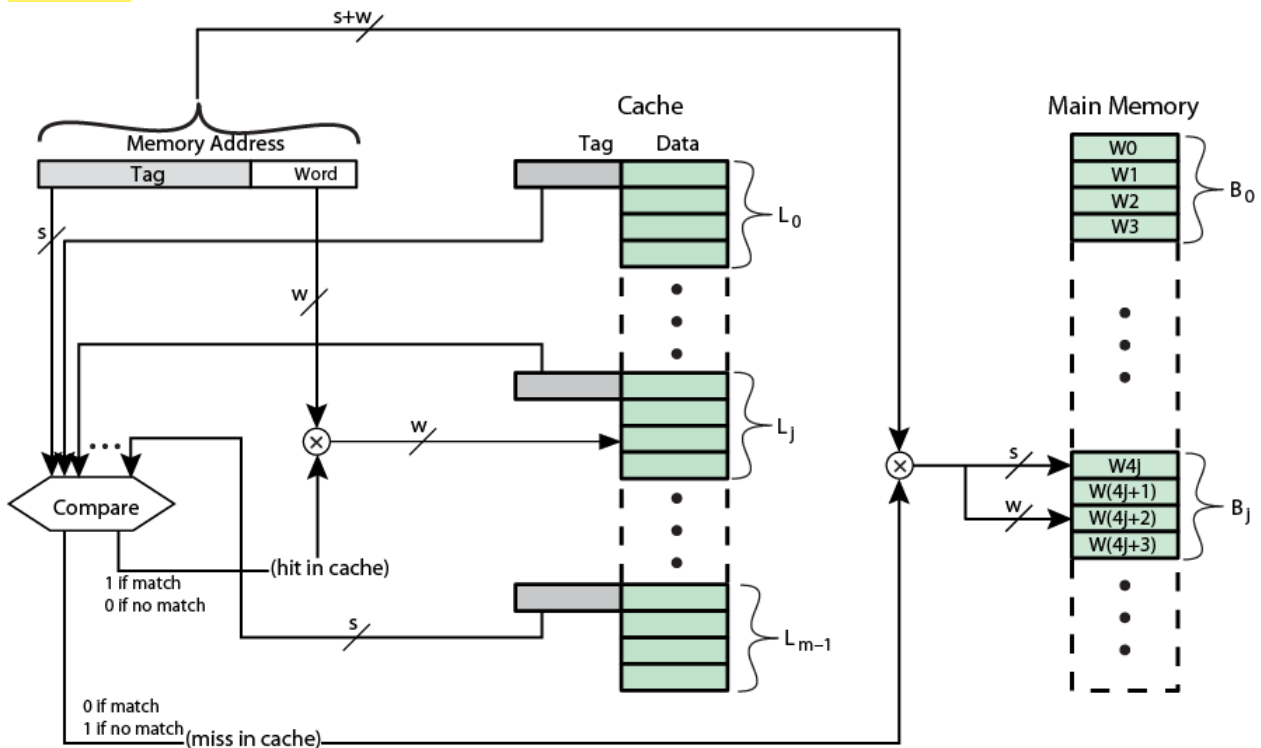 s+w
Cache
Main Memory
Memory Address
Tag Data
Tag Word
W0
W1
W2
W3
B0
L0
s
w
Lj
w
s
w
W4j
W(4j+1)
W(4j+2)
W(4j+3)
Bj
Compare
(hit in cache)
1 if match
0 if no match
s
Lm–1
0 if match
1 if no match
(miss in cache)